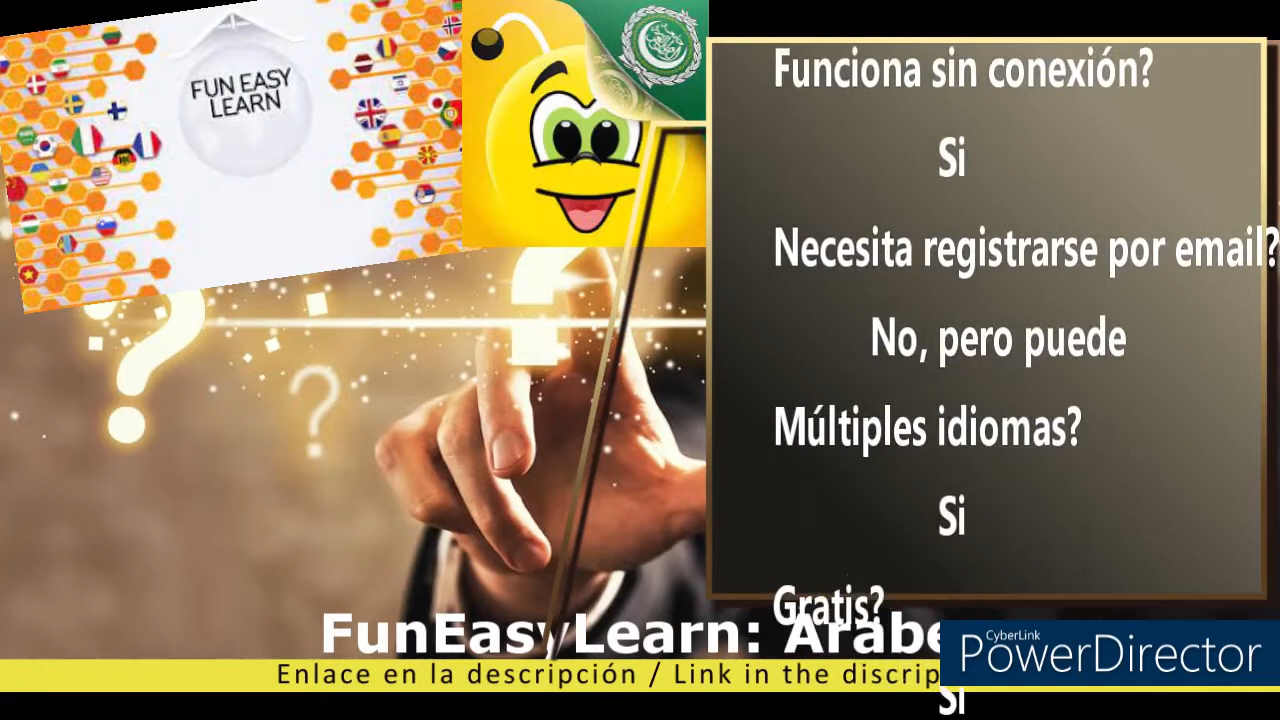 FUN EASY
LEARN
Funciona sin conexión?
Si
Necesita registrarse por email?
No, pero puede
Múltiples idiomas?
Si
Gratis?
Si
FunEasyLearn: Árabe
Enlace en la descripción / Link in the discrip
CyberLink
PowerDirector